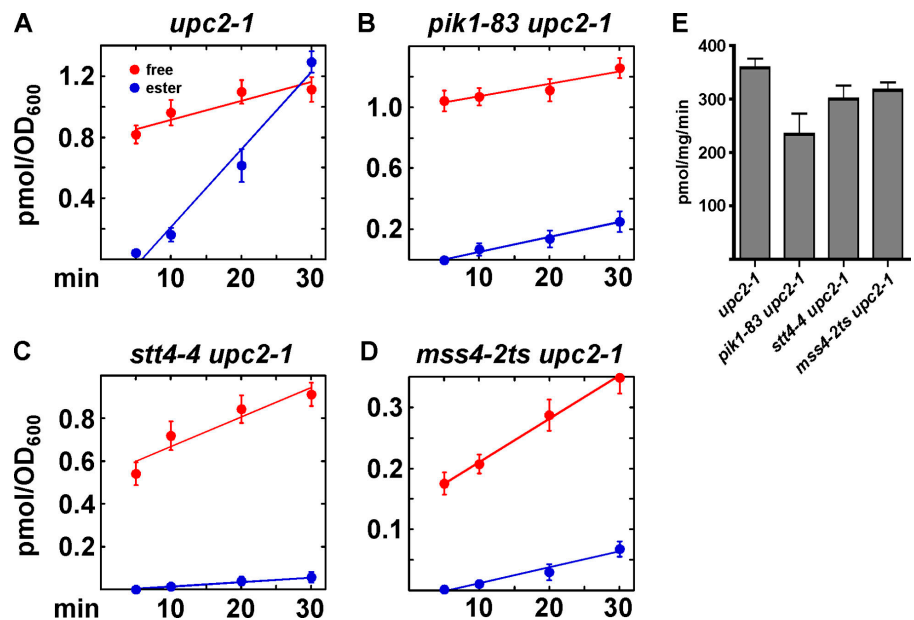 A
upc2-1
pmol/OD600
1.2
0.8
0.4
free
ester
min
10
20
30
B
pik1-83 upc2-1
1.0
0.6
0.2
10
20
30
E
pmol/mg/min
400
300
200
100
upc2-1
pik1-83 upc2-1
stt4-4 upc2-1
mss4-2ts upc2-1
C
stt4-4 upc2-1
pmol/OD600
0.8
0.6
0.4
0.2
min
10
20
30
D
mss4-2ts upc2-1
0.3
0.2
0.1
10
20
30